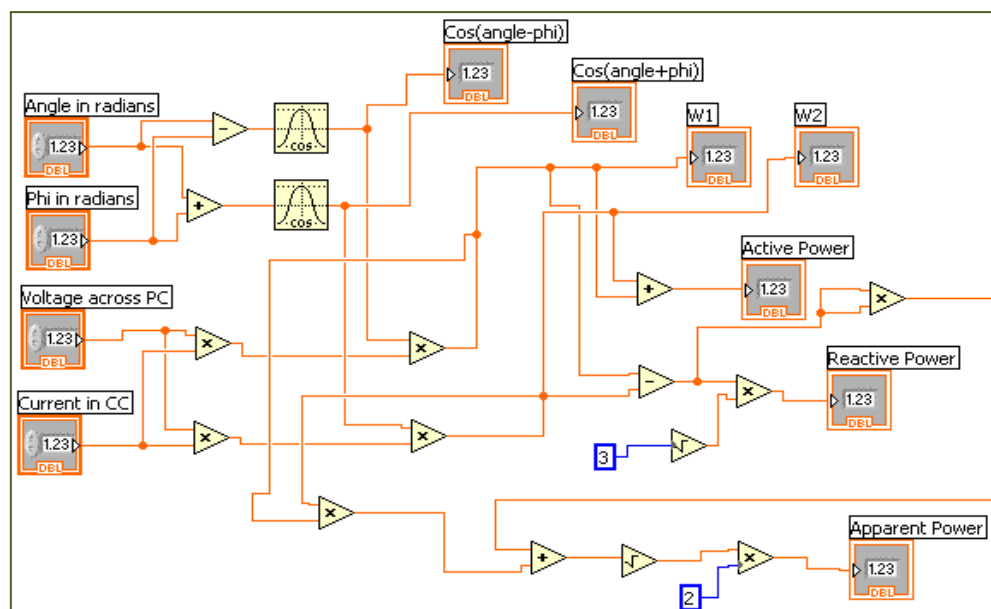 Cos(angle-phi)
1.23
DBL
Cos(angle+phi)
1.23
DBL
Angle in radians
1.23
DBL
-
cos
W1
1.23
DBL
W2
1.23
DBL
Phi in radians
1.23
DBL
+
cos
Active Power
1.23
DBL
+
×
Voltage across PC
1.23
DBL
×
×
Reactive Power
1.23
DBL
-
×
Current in CC
1.23
DBL
×
×
3
√
×
Apparent Power
1.23
DBL
+
√
×
2